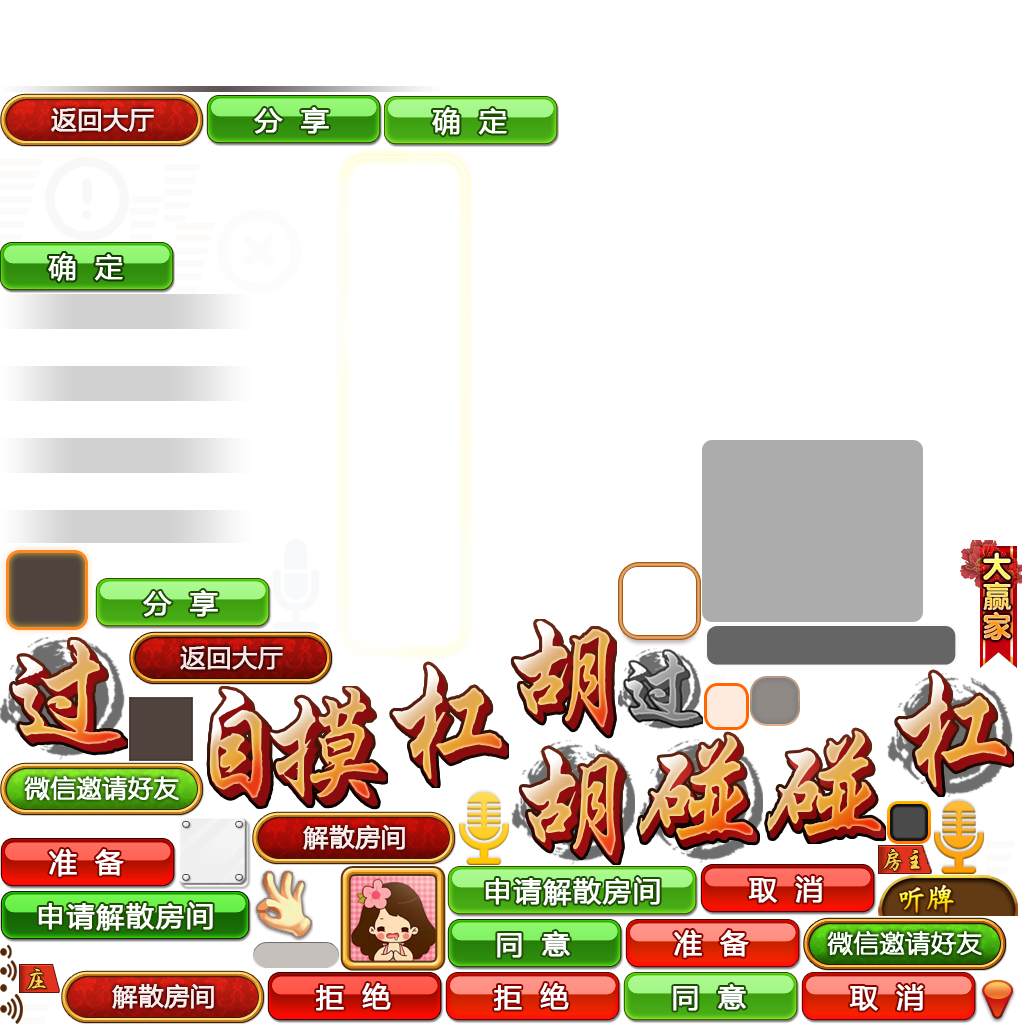 返回大厅
分 享
确 定
确 定
分 享
大赢家
返回大厅
过
自摸
杠
胡
过
杠
微信邀请好友
胡
碰
碰
解散房间
准 备
房主
申请解散房间
取 消
听牌
申请解散房间
同 意
准 备
微信邀请好友
庄
解散房间
拒 绝
拒 绝
同 意
取 消